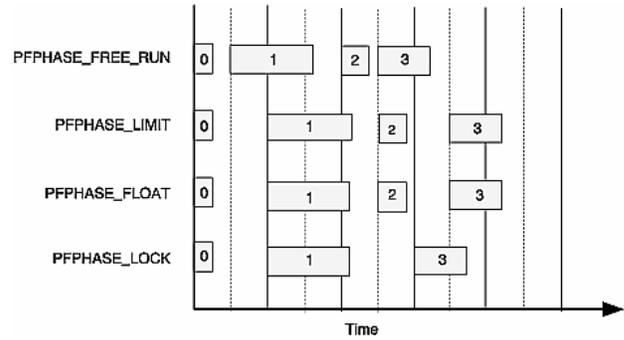 PFPHASE_FREE_RUN 0 1 2 3
PFPHASE_LIMIT 0 1 2 3
PFPHASE_FLOAT 0 1 2 3
PFPHASE_LOCK 0 1 3
Time